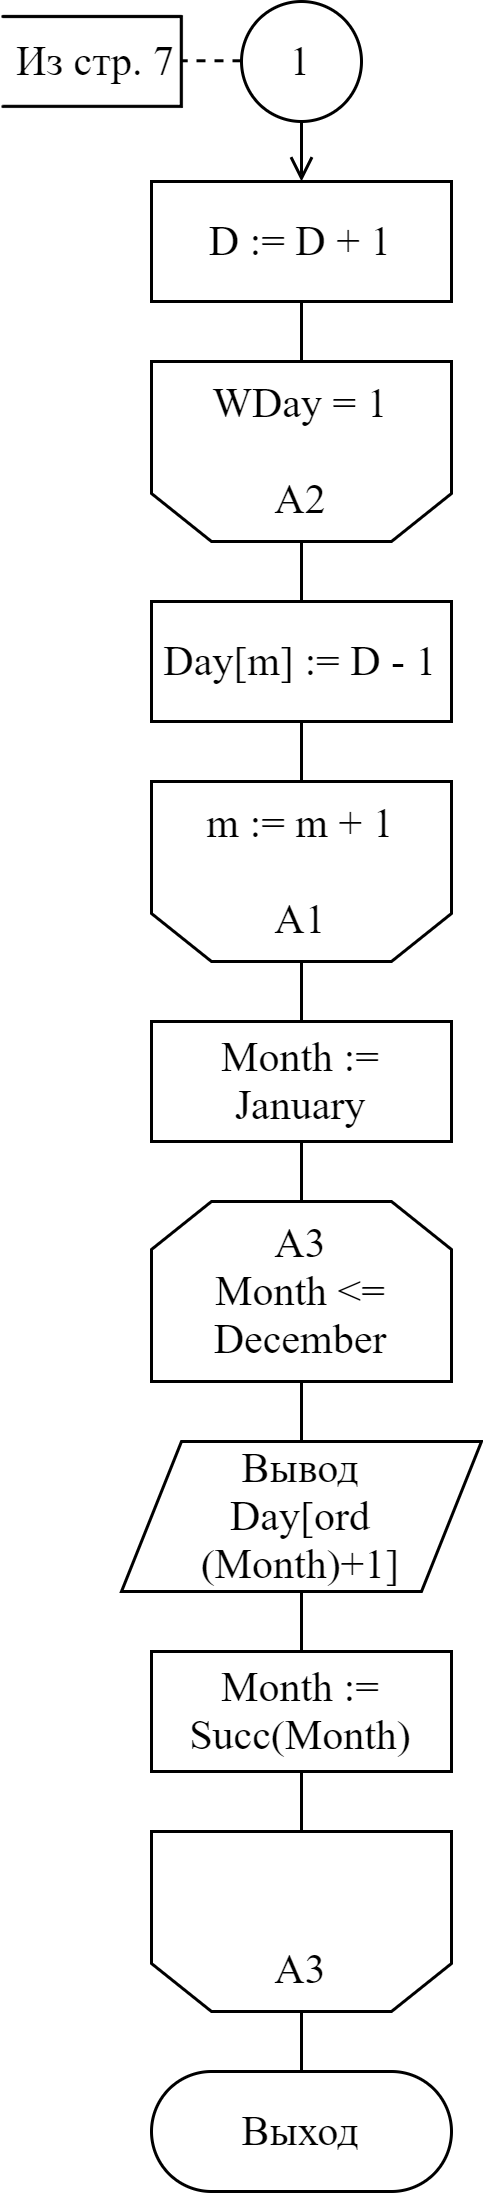 Из стр. 7
1
D := D + 1
WDay = 1
A2
Day[m] := D - 1
m := m + 1
A1
Month :=
January
A3
Month <=
December
Вывод
Day[ord
(Month)+1]
Month :=
Succ(Month)
A3
Выход